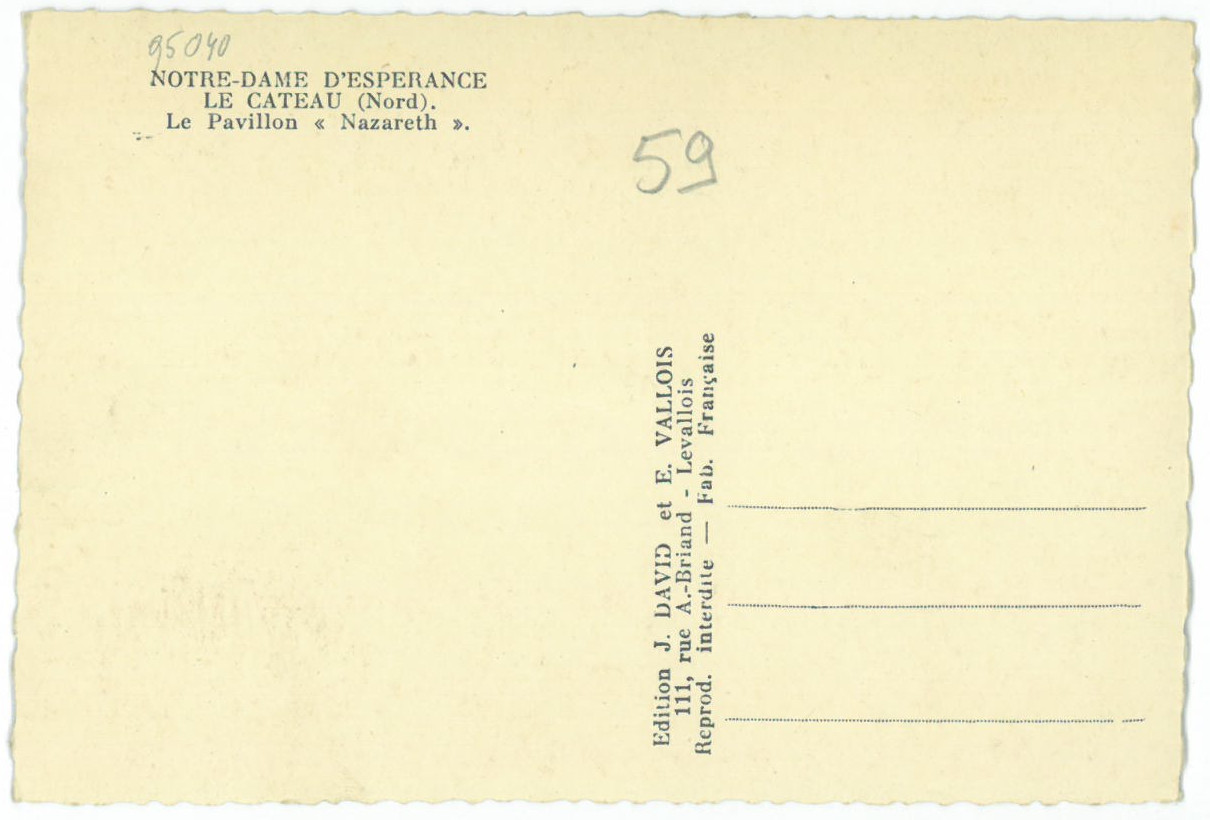 95040
NOTRE-DAME D'ESPERANCE
LE CATEAU (Nord).
Le Pavillon « Nazareth ».
59
Edition J. DAVID et E. VALLOIS
111, rue A.-Briand - Levallois
Reprod. interdite — Fab. Française